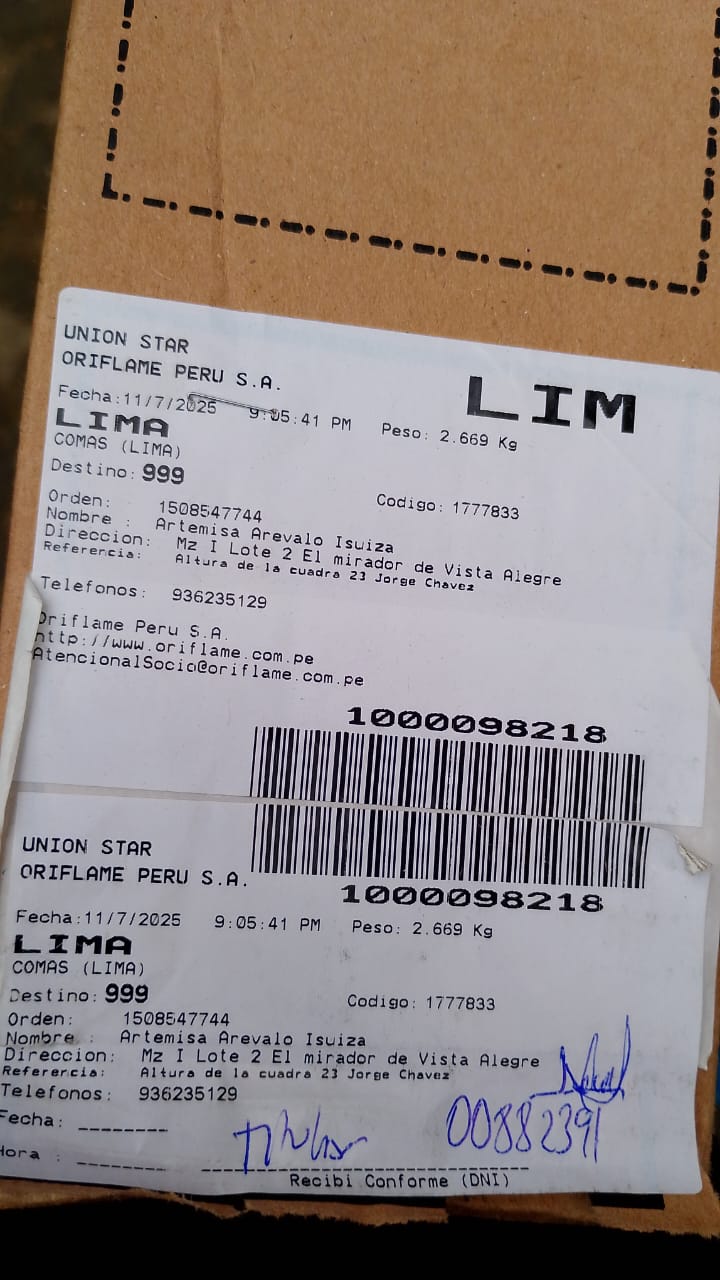 UNION STAR
ORIFLAME PERU S.A.
LIM
Fecha:11/7/2025 9:05:41 PM Peso: 2.669 Kg
LIMA
COMAS (LIMA)
Destino: 999
Codigo: 1777833
Orden: 1508547744
Nombre : Artemisa Arevalo Isuiza
Direccion: Mz I Lote 2 El mirador de Vista Alegre
Referencia: Altura de la cuadra 23 Jorge Chavez
Telefonos: 936235129
Oriflame Peru S.A.
http://www.oriflame.com.pe
AtencionalSocio@oriflame.com.pe
1000098218
1000098218
UNION STAR
ORIFLAME PERU S.A.
Fecha:11/7/2025 9:05:41 PM Peso: 2.669 Kg
LIMA
COMAS (LIMA)
Destino: 999
Codigo: 1777833
Orden: 1508547744
Nombre : Artemisa Arevalo Isuiza
Direccion: Mz I Lote 2 El mirador de Vista Alegre
Referencia: Altura de la cuadra 23 Jorge Chavez
Telefonos: 936235129
Fecha: ________
Hora : ________
Titular 00882391
Recibi Conforme (DNI)